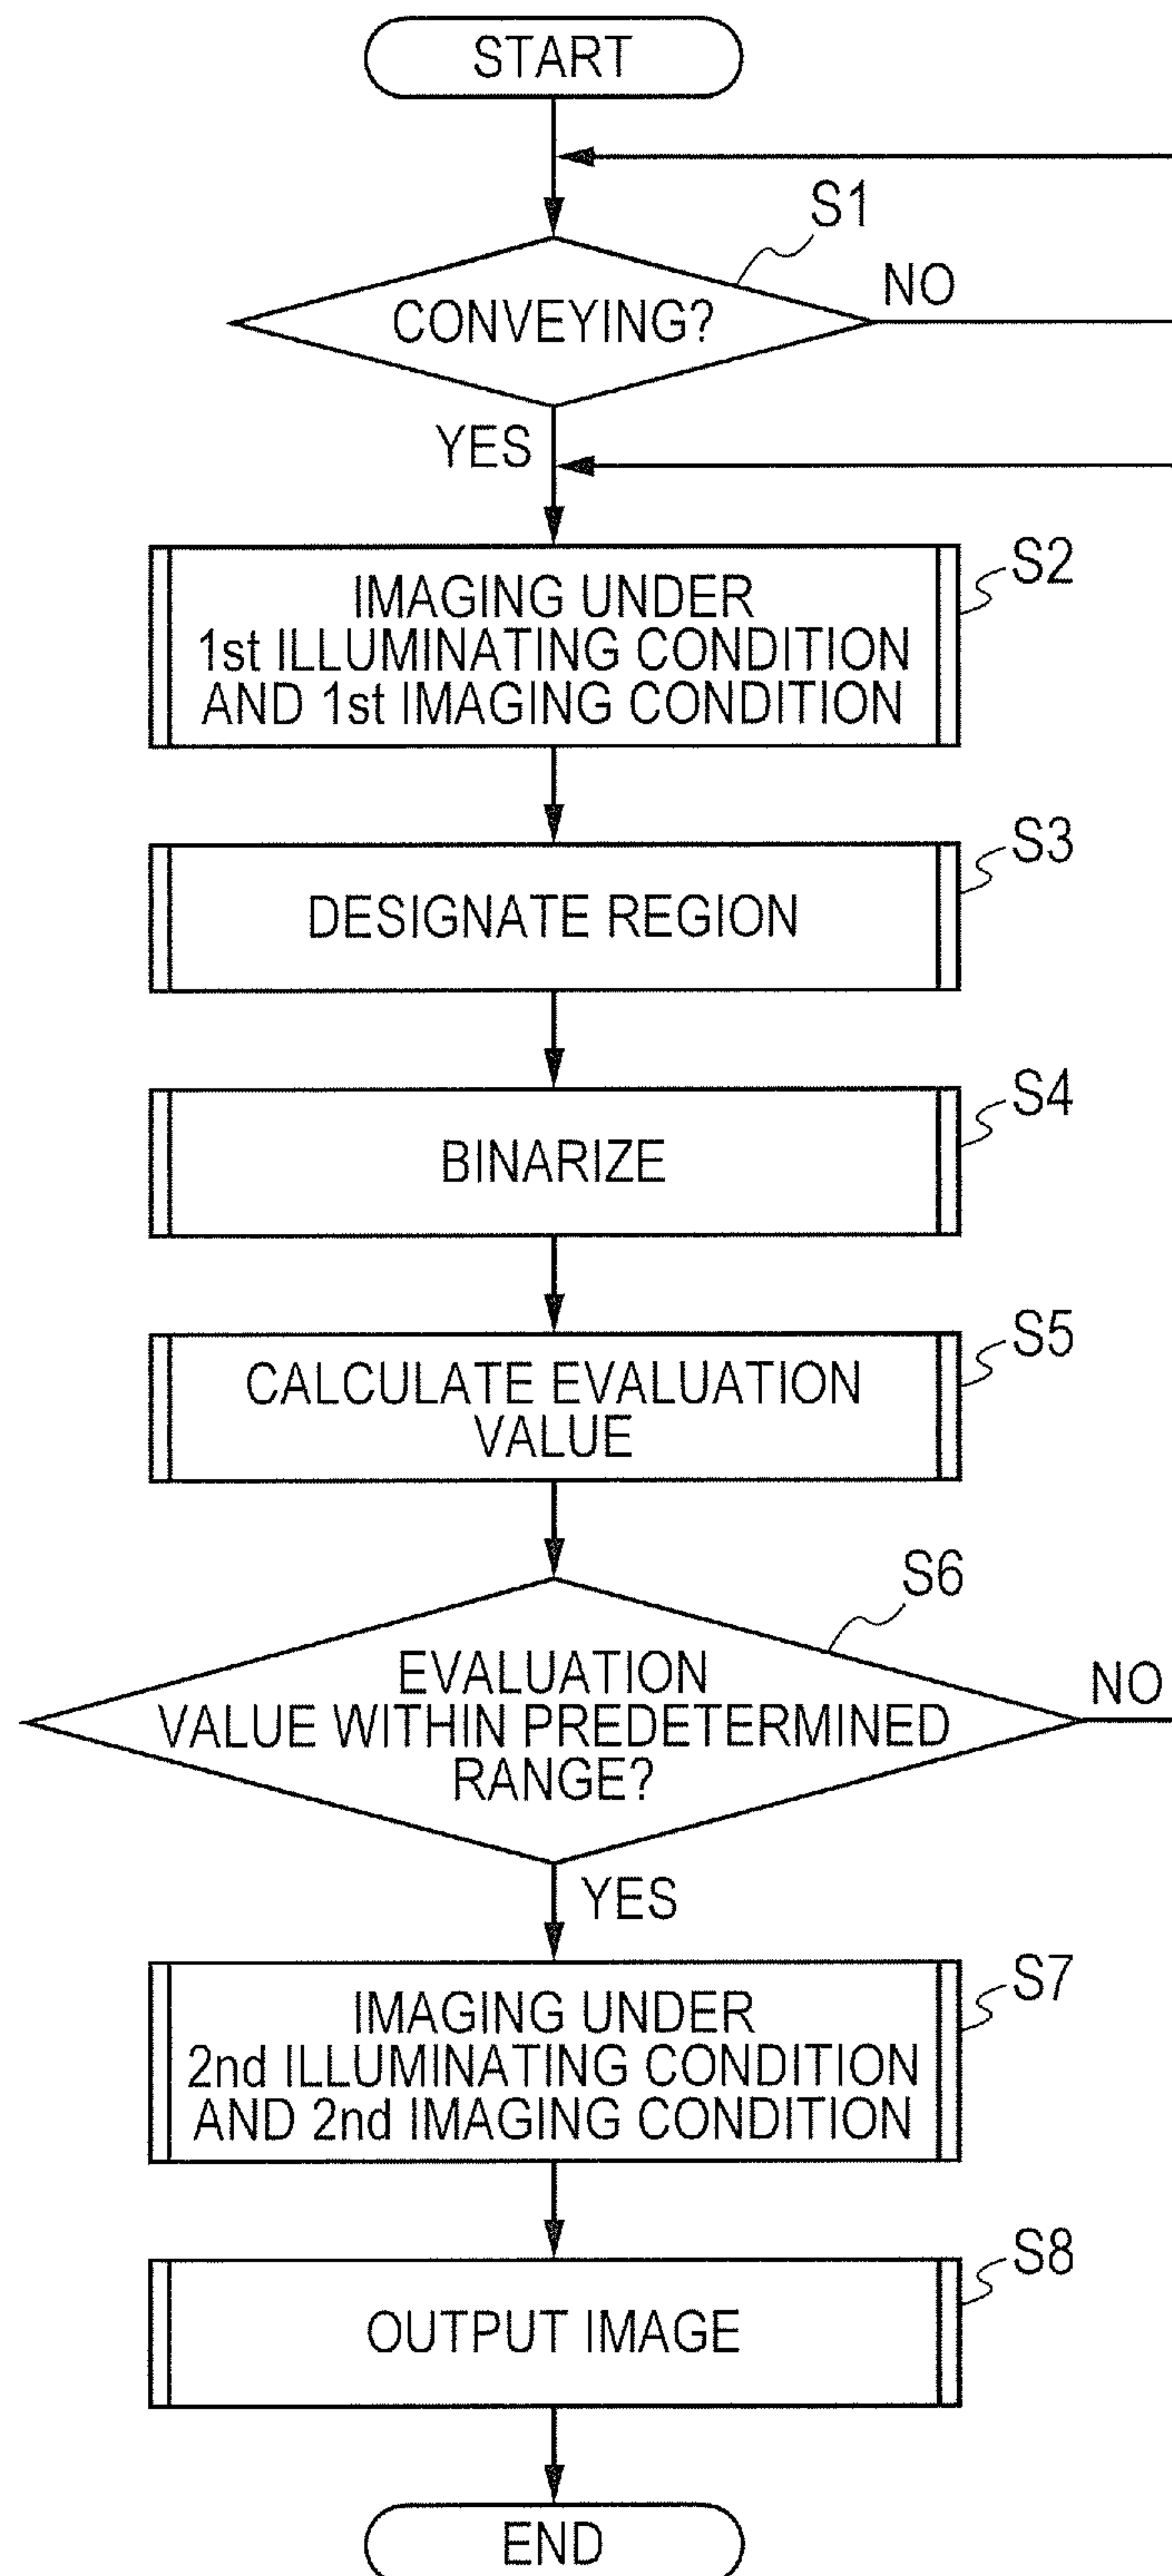 START
S1
CONVEYING?
NO
YES
S2
IMAGING UNDER
1st ILLUMINATING CONDITION
AND 1st IMAGING CONDITION
S3
DESIGNATE REGION
S4
BINARIZE
S5
CALCULATE EVALUATION
VALUE
S6
EVALUATION
VALUE WITHIN PREDETERMINED
RANGE?
NO
YES
S7
IMAGING UNDER
2nd ILLUMINATING CONDITION
AND 2nd IMAGING CONDITION
S8
OUTPUT IMAGE
END